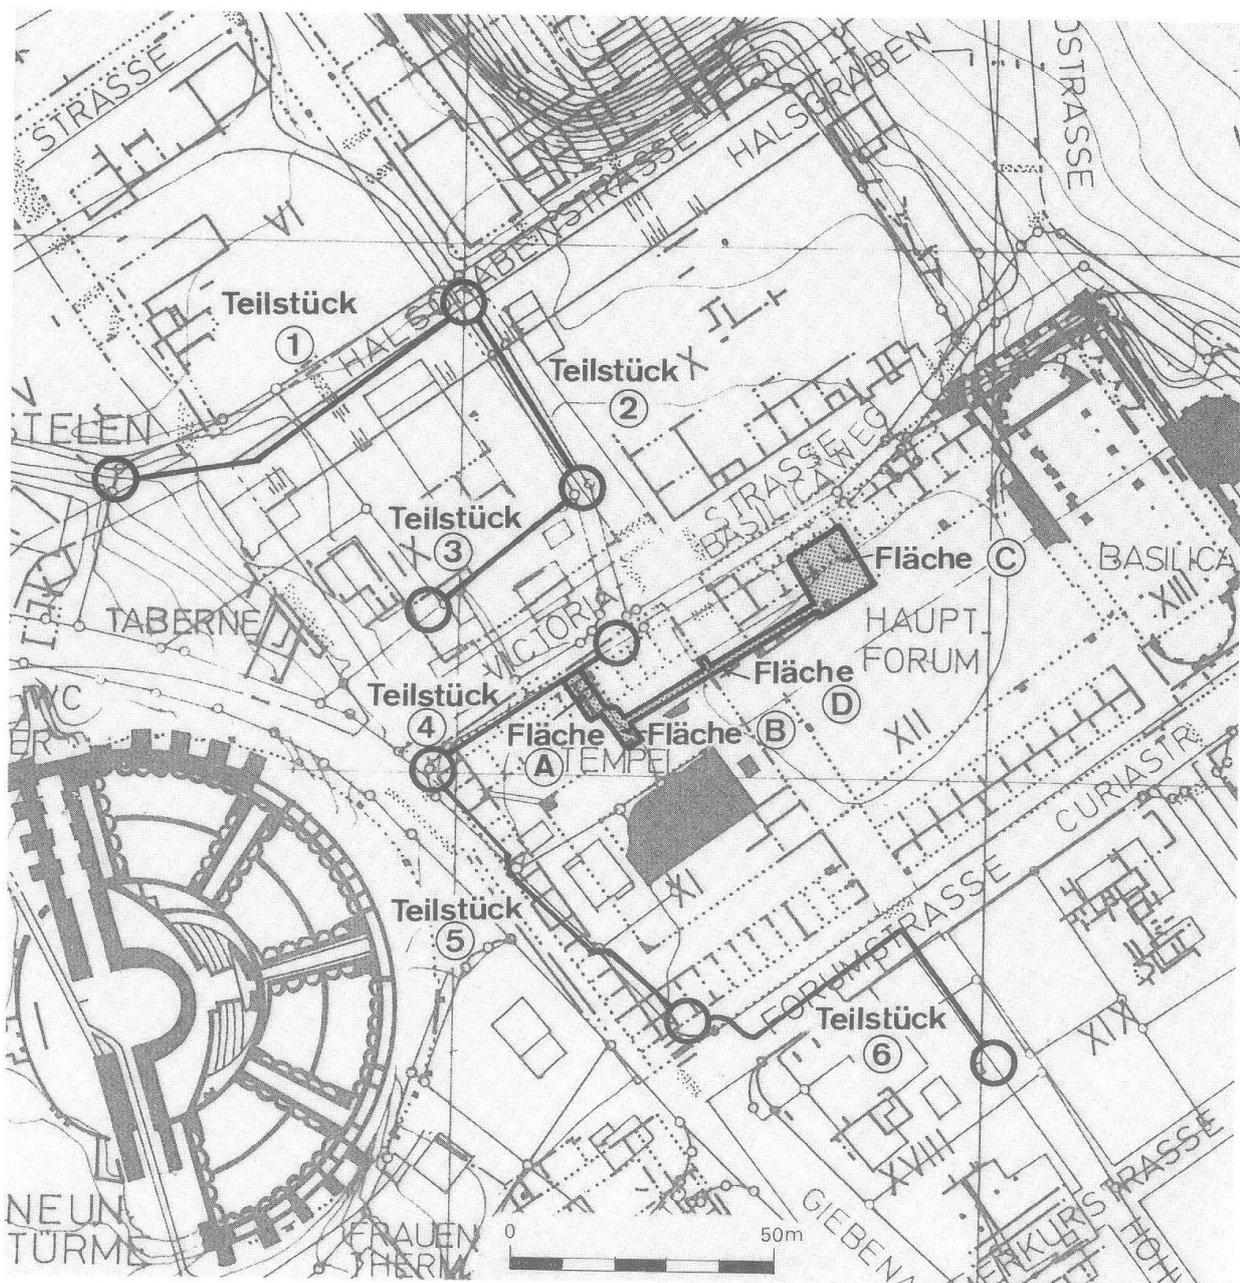 STRASSE
HALSGRABEN
STRASSE
VI
Teilstück
1
HALSGRABENSTRASSE
Teilstück
2
X
V
STELEN
STRASSE
BASILICAWEG
Teilstück
3
X
Fläche C
BASILICA
XIII
TABERNE
VICTORIA
HAUPT
FORUM
Teilstück
4
Fläche
D
Fläche
A
Fläche B
TEMPEL
XII
CURIASTR.
XI
Teilstück
5
FORUMSTRASSE
Teilstück
6
XIX
XVIII
NEUN
TÜRME
FRAUEN
THERM.
0
50m
GIEBENA
MERKURSTRASSE
HOH